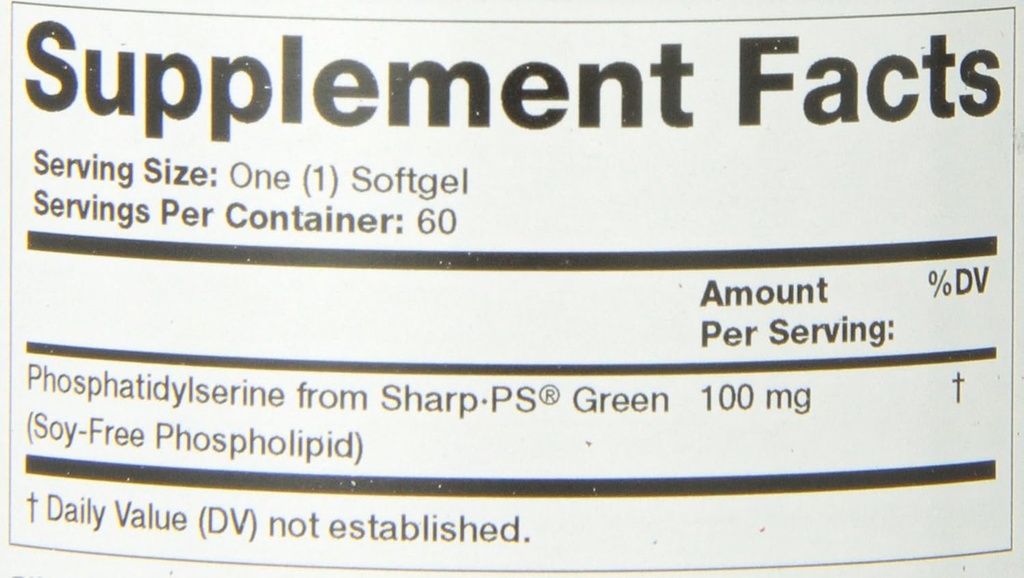 Supplement Facts
Serving Size: One (1) Softgel
Servings Per Container: 60
Amount Per Serving: %DV
Phosphatidylserine from Sharp·PS® Green 100 mg †
(Soy-Free Phospholipid)
† Daily Value (DV) not established.